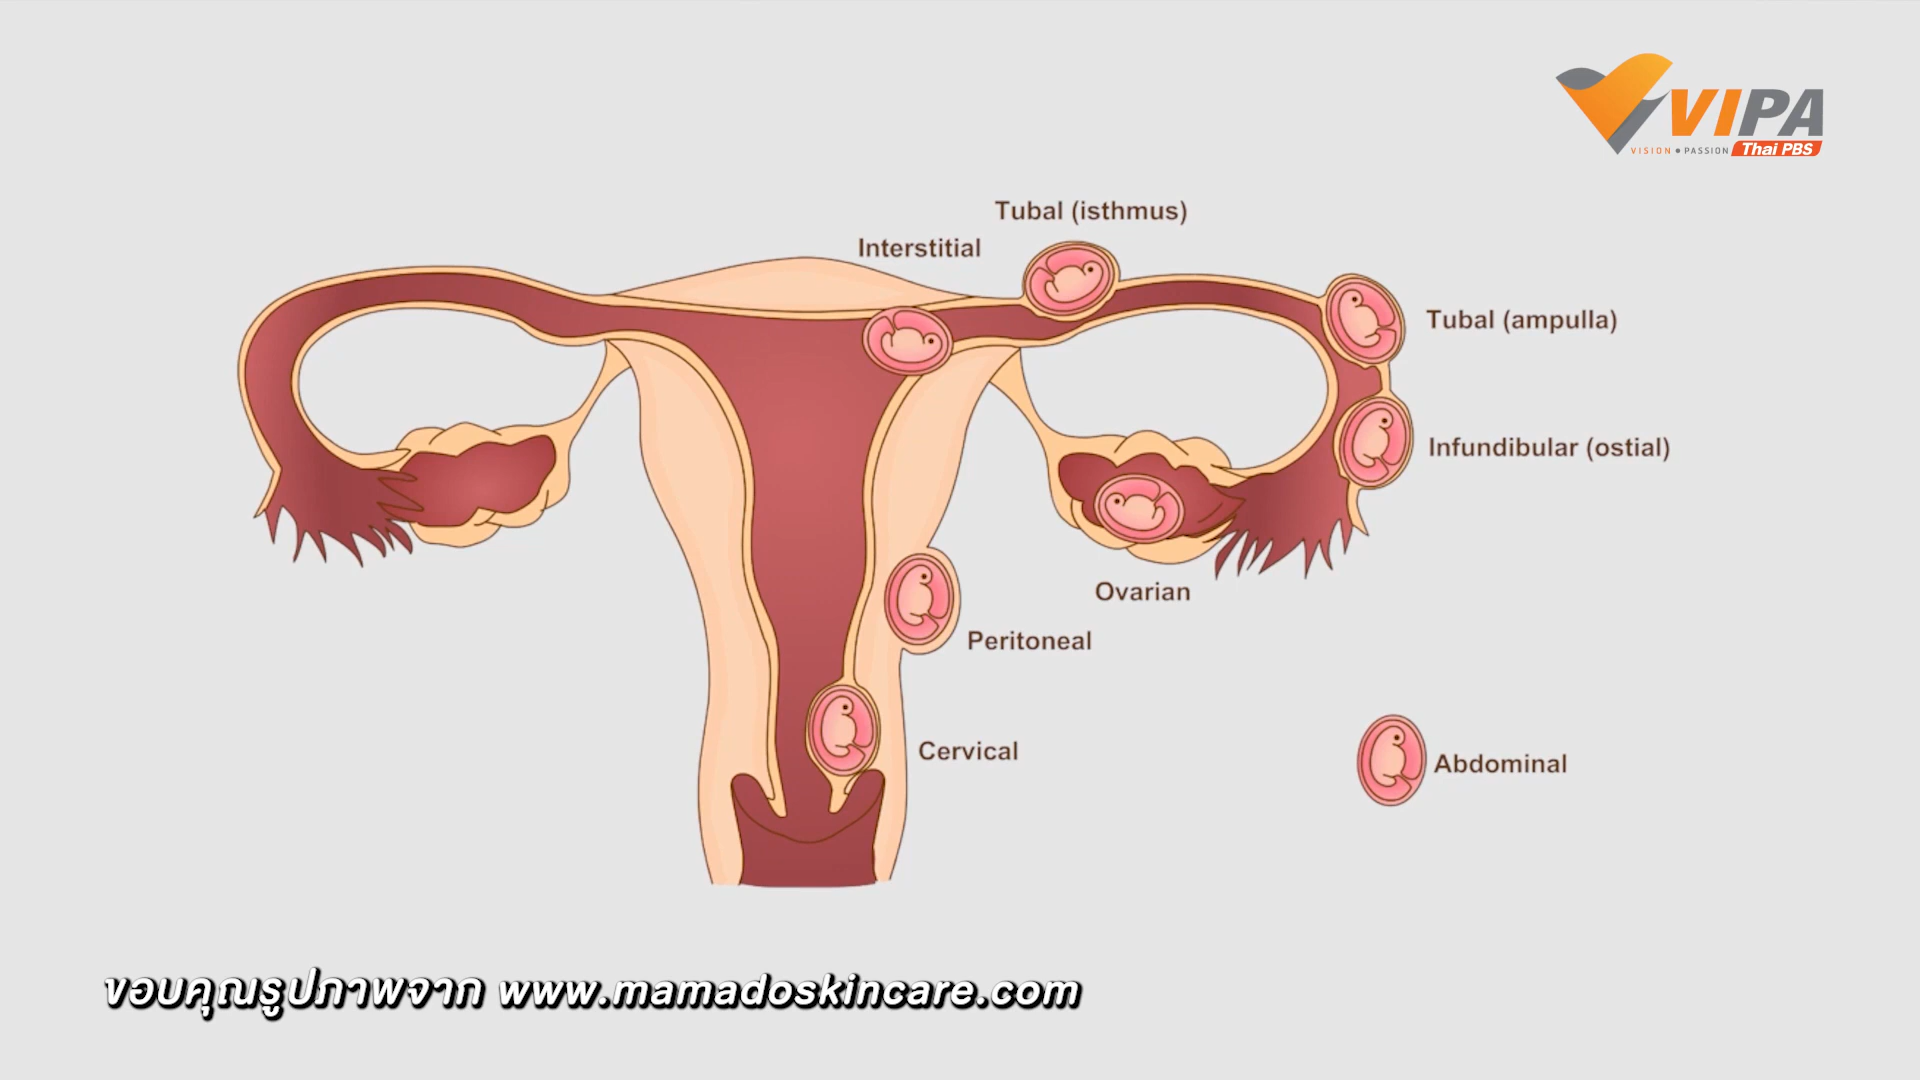 VIPA
VISION • PASSION Thai PBS
Tubal (isthmus)
Interstitial
Tubal (ampulla)
Infundibular (ostial)
Ovarian
Peritoneal
Cervical
Abdominal
ขอบคุณรูปภาพจาก www.mamadoskincare.com